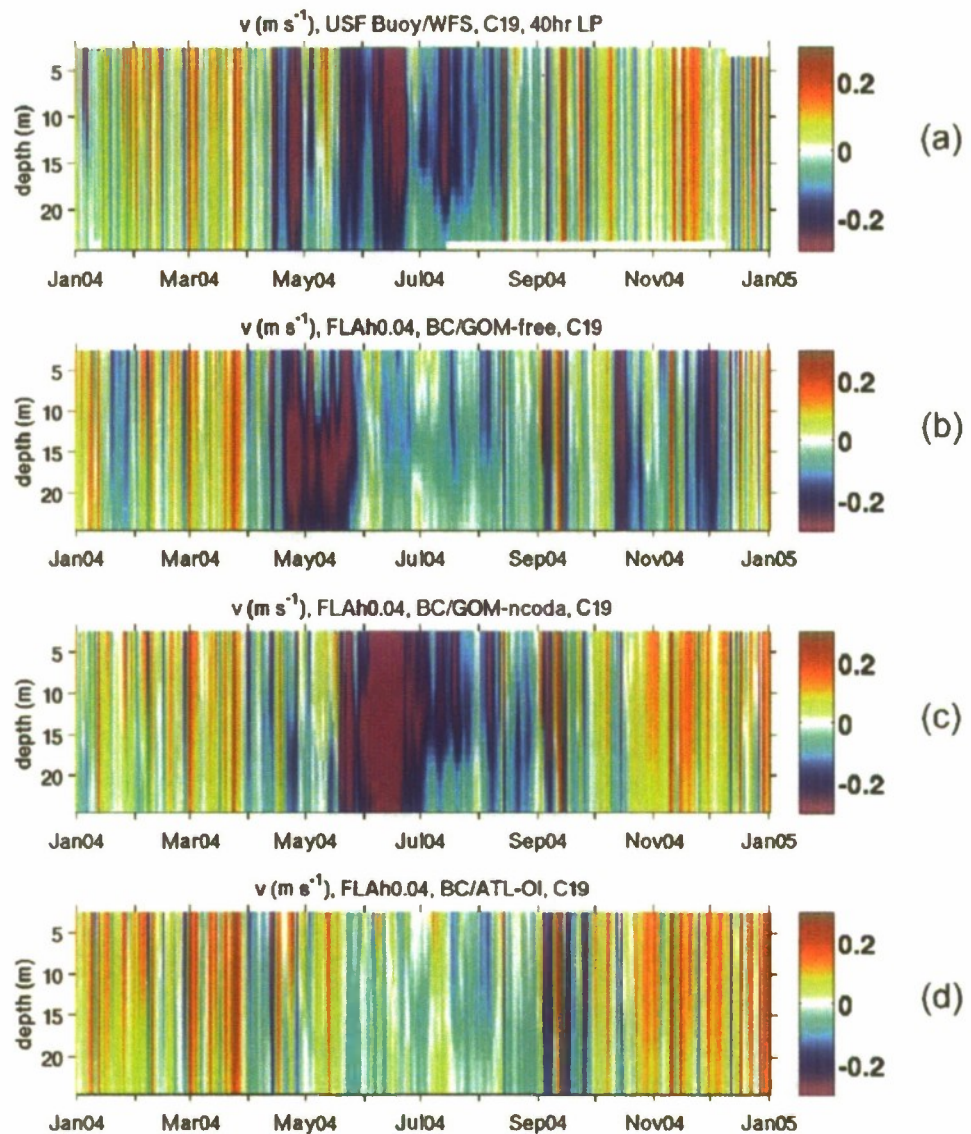 v (m s⁻¹), USF Buoy/WFS, C19, 40hr LP
depth (m)
5
10
15
20
Jan04 Mar04 May04 Jul04 Sep04 Nov04 Jan05
0.2
0
-0.2
(a)
v (m s⁻¹), FLAh0.04, BC/GOM-free, C19
depth (m)
5
10
15
20
Jan04 Mar04 May04 Jul04 Sep04 Nov04 Jan05
0.2
0
-0.2
(b)
v (m s⁻¹), FLAh0.04, BC/GOM-ncoda, C19
depth (m)
5
10
15
20
Jan04 Mar04 May04 Jul04 Sep04 Nov04 Jan05
0.2
0
-0.2
(c)
v (m s⁻¹), FLAh0.04, BC/ATL-OI, C19
depth (m)
5
10
15
20
Jan04 Mar04 May04 Jul04 Sep04 Nov04 Jan05
0.2
0
-0.2
(d)